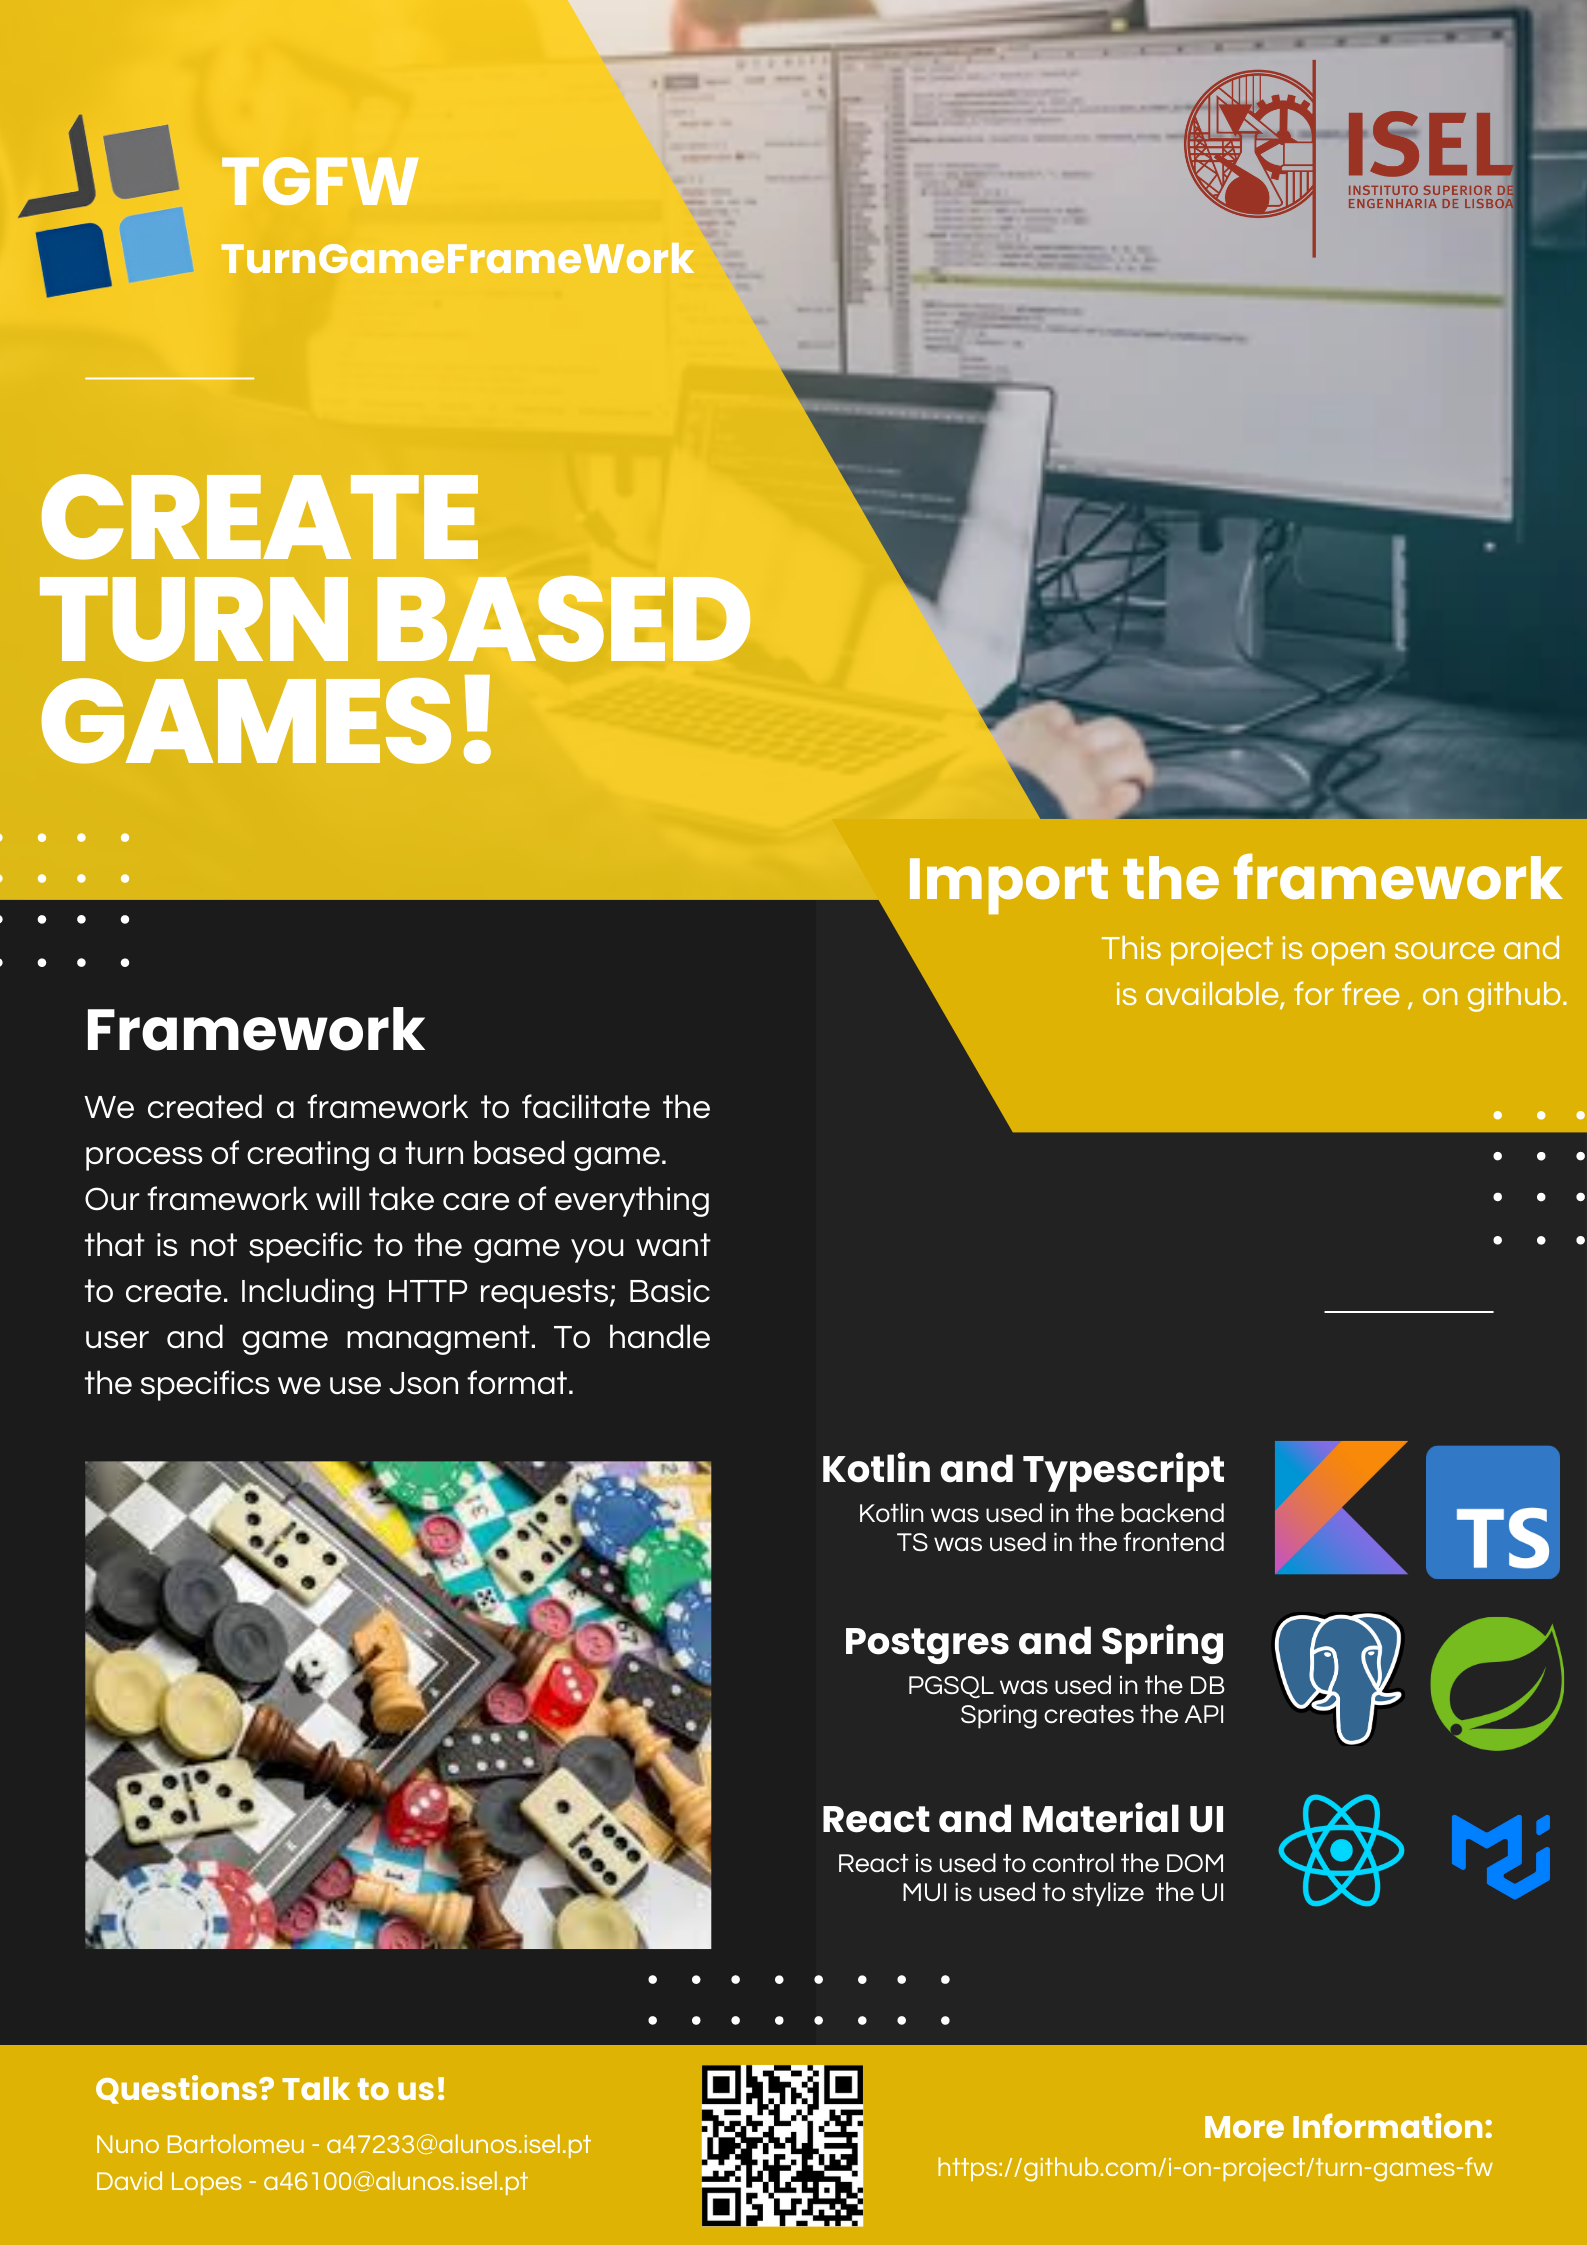 TGFW
TurnGameFrameWork
ISEL
INSTITUTO SUPERIOR DE
ENGENHARIA DE LISBOA
CREATE
TURN BASED
GAMES!
Import the framework
This project is open source and
is available, for free , on github.
Framework
We created a framework to facilitate the
process of creating a turn based game.
Our framework will take care of everything
that is not specific to the game you want
to create. Including HTTP requests; Basic
user and game managment. To handle
the specifics we use Json format.
Kotlin and Typescript
Kotlin was used in the backend
TS was used in the frontend
TS
Postgres and Spring
PGSQL was used in the DB
Spring creates the API
React and Material UI
React is used to control the DOM
MUI is used to stylize  the UI
Questions? Talk to us!
Nuno Bartolomeu - a47233@alunos.isel.pt
David Lopes - a46100@alunos.isel.pt
More Information:
https://github.com/i-on-project/turn-games-fw